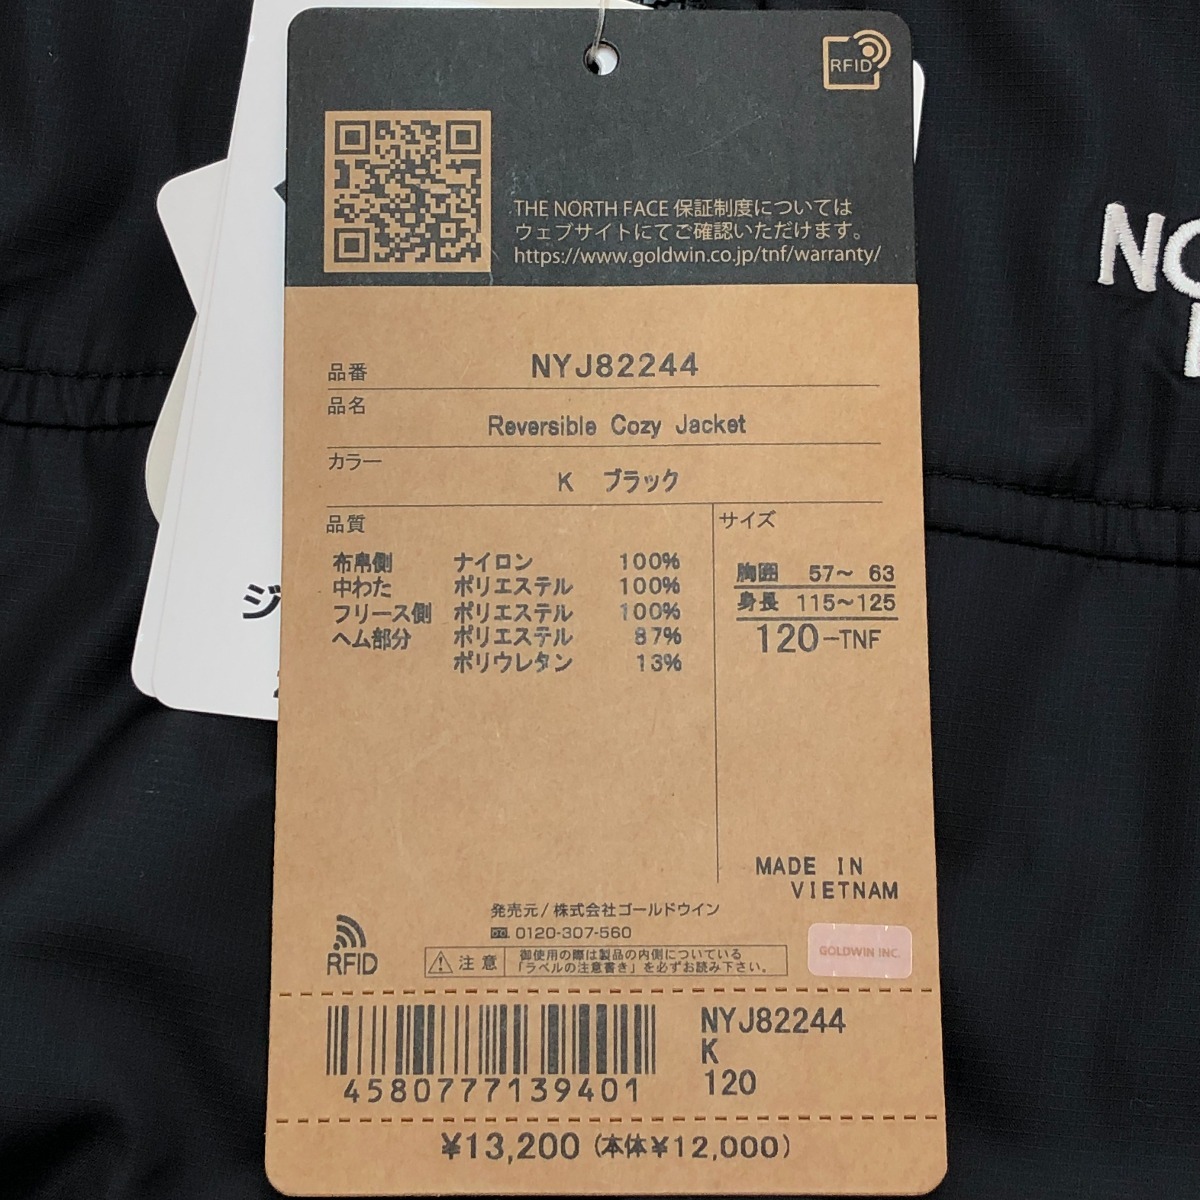 RFID
THE NORTH FACE 保証制度については
ウェブサイトにてご確認いただけます。
https://www.goldwin.co.jp/tnf/warranty/
品番 NYJ82244
品名
Reversible Cozy Jacket
カラー
K ブラック
品質
布帛側 ナイロン 100%
中わた ポリエステル 100%
フリース側 ポリエステル 100%
ヘム部分 ポリエステル 87%
ポリウレタン 13%
サイズ
胸囲 57〜 63
身長 115〜125
120-TNF
MADE IN
VIETNAM
発売元/株式会社ゴールドウイン
0120-307-560
RFID
注意
御使用の際は製品の内側についている
「ラベルの注意書き」を必ずお読み下さい。
GOLDWIN INC.
4580777139401
NYJ82244
K
120
¥13,200 (本体¥12,000)
ジ
NO